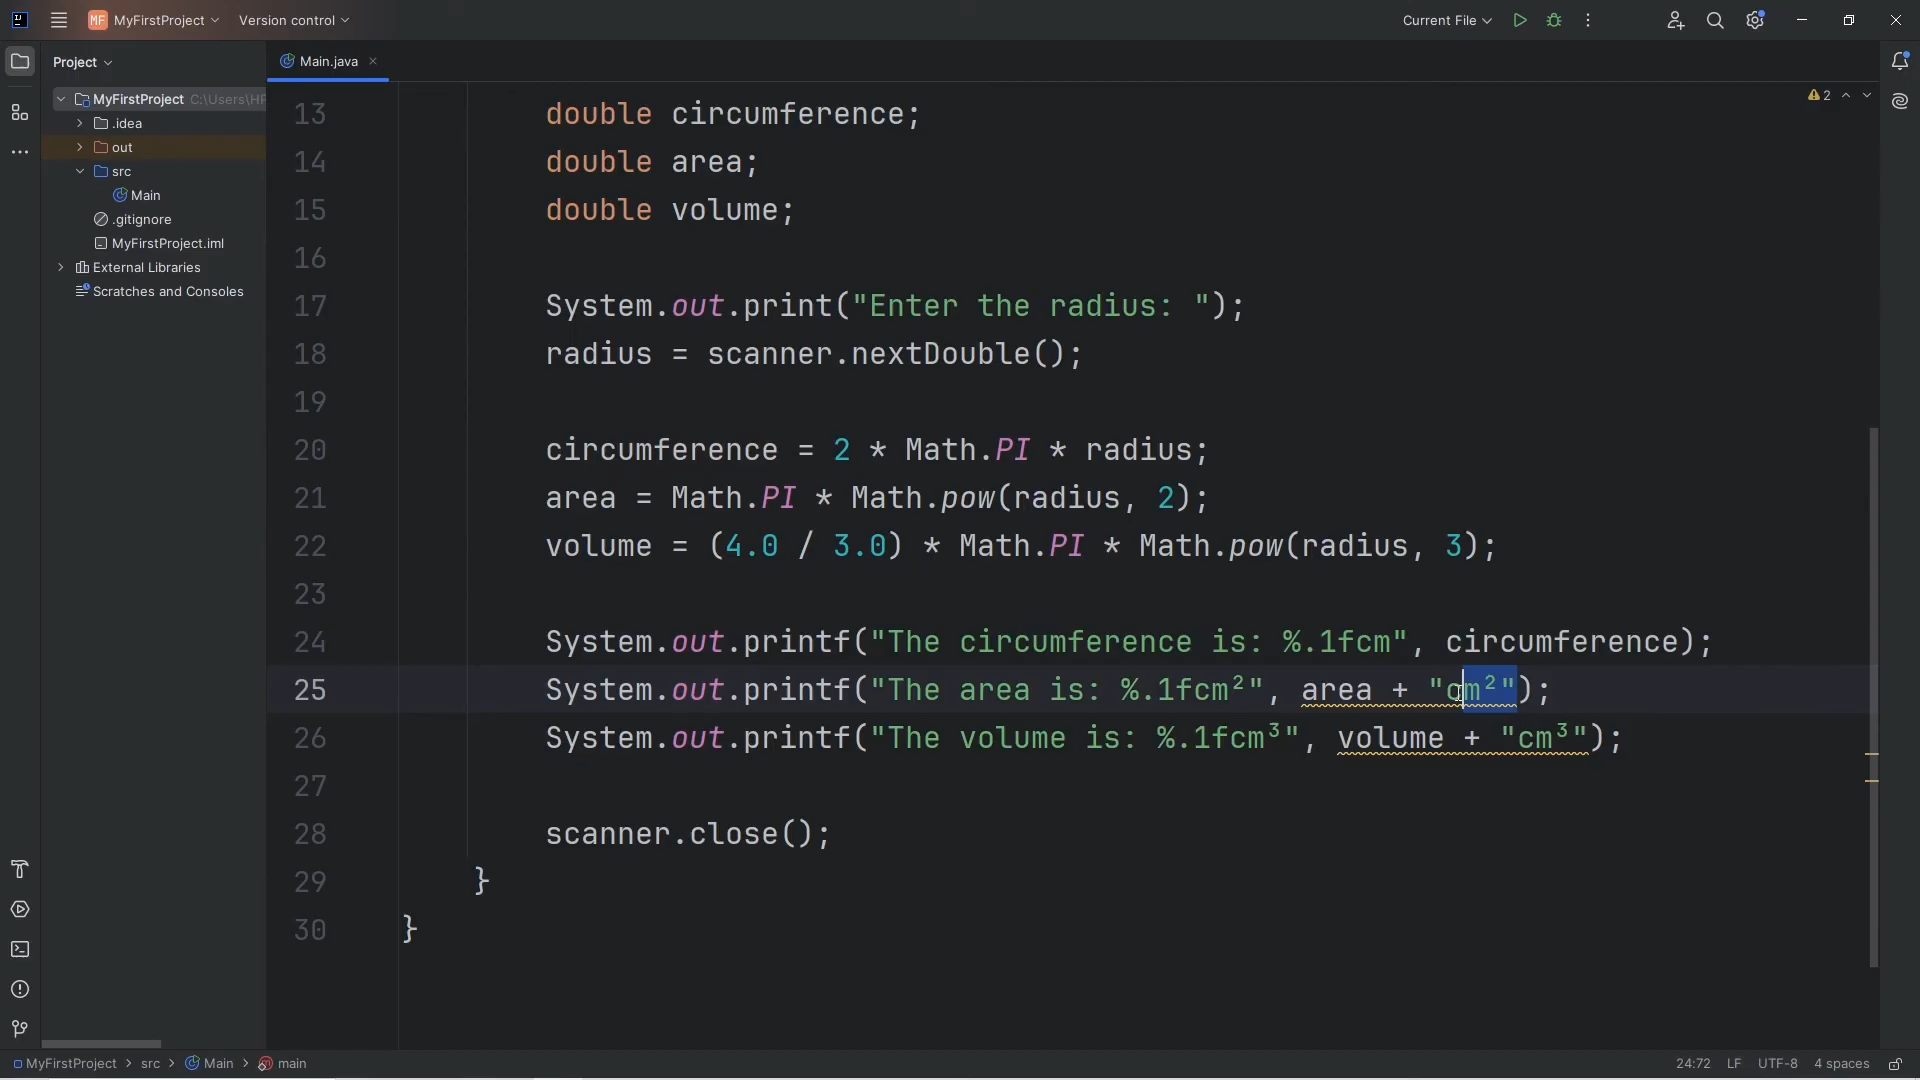 MF MyFirstProject Version control Current File
Project Main.java
2
MyFirstProject C:\Users\HP
.idea
out
src
Main
.gitignore
MyFirstProject.iml
External Libraries
Scratches and Consoles
13 double circumference;
14 double area;
15 double volume;
16
17 System.out.print("Enter the radius: ");
18 radius = scanner.nextDouble();
19
20 circumference = 2 * Math.PI * radius;
21 area = Math.PI * Math.pow(radius, 2);
22 volume = (4.0 / 3.0) * Math.PI * Math.pow(radius, 3);
23
24 System.out.printf("The circumference is: %.1fcm", circumference);
25 System.out.printf("The area is: %.1fcm²", area + "cm²");
26 System.out.printf("The volume is: %.1fcm³", volume + "cm³");
27
28 scanner.close();
29 }
30 }
MyFirstProject > src > Main > main 24:72 LF UTF-8 4 spaces